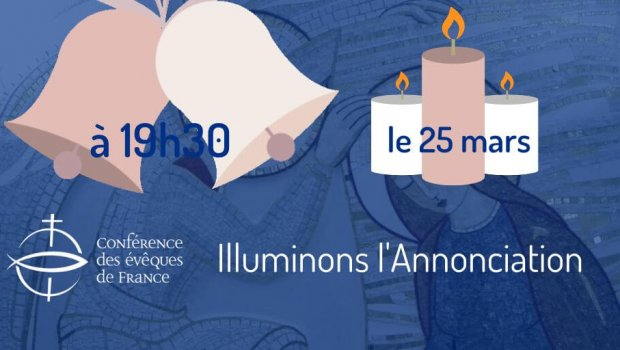 à 19h30
le 25 mars
Conférence
des évêques
de France
Illuminons l'Annonciation